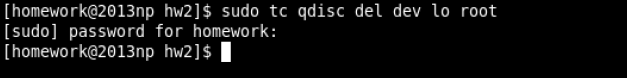 [homework@2013np hw2]$ sudo tc qdisc del dev lo root
[sudo] password for homework:
[homework@2013np hw2]$